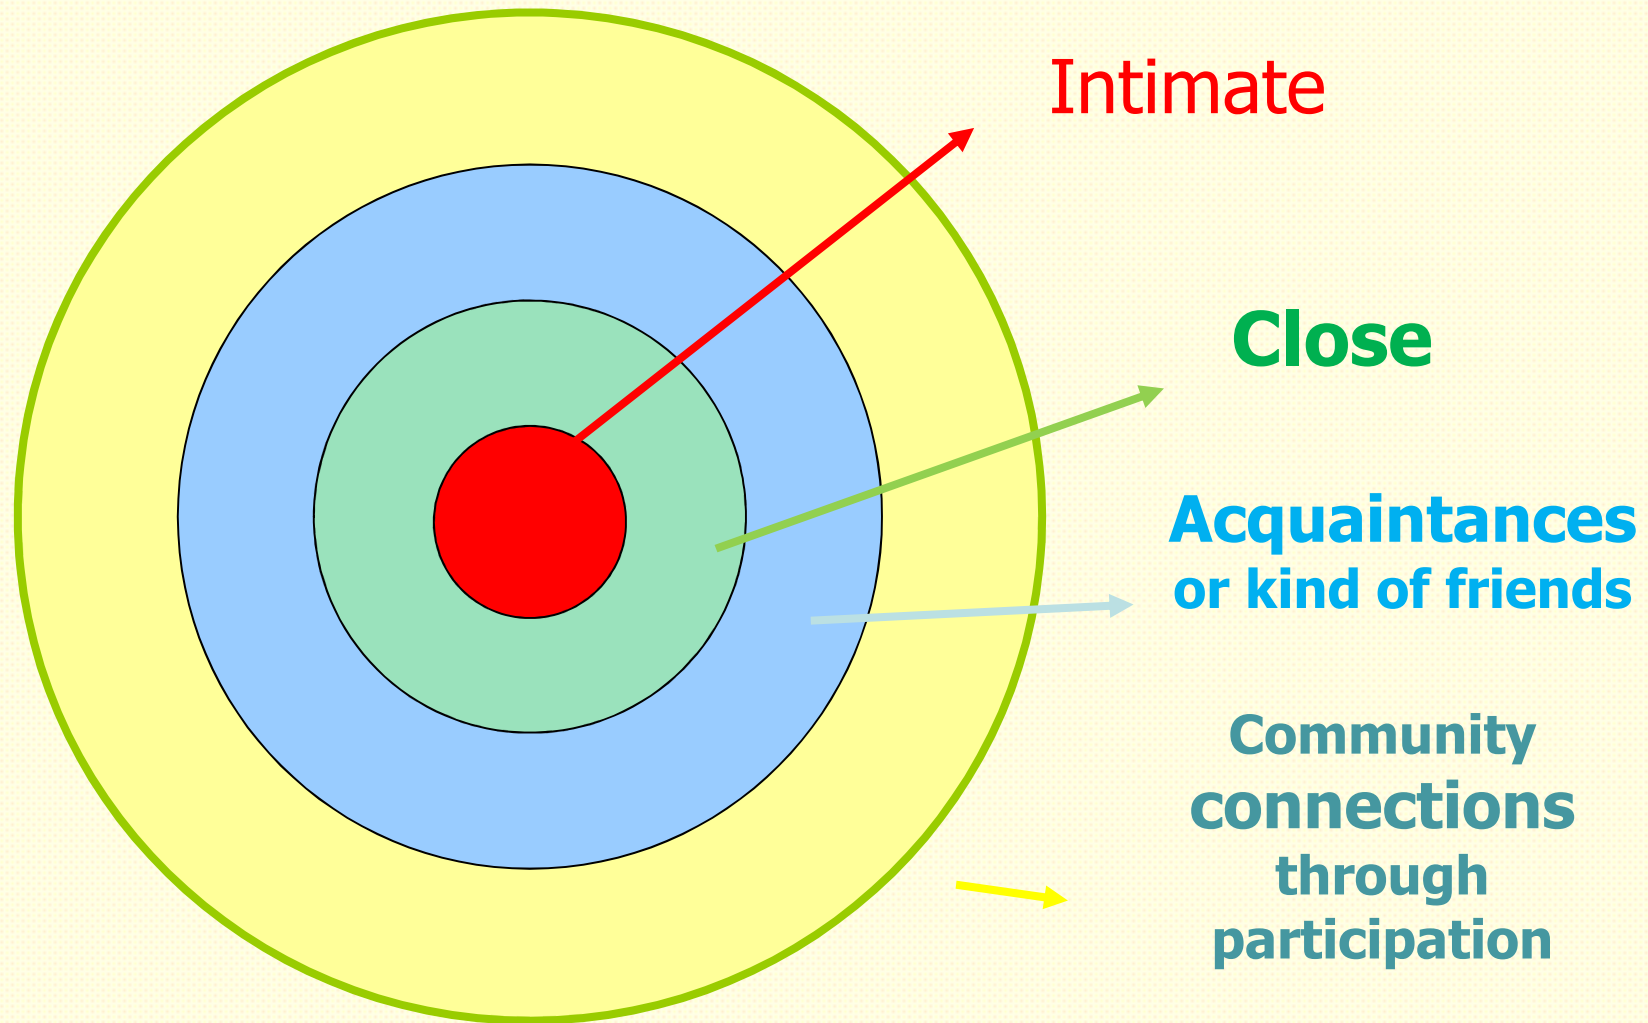 Intimate
Close
Acquaintances
or kind of friends
Community
connections
through
participation